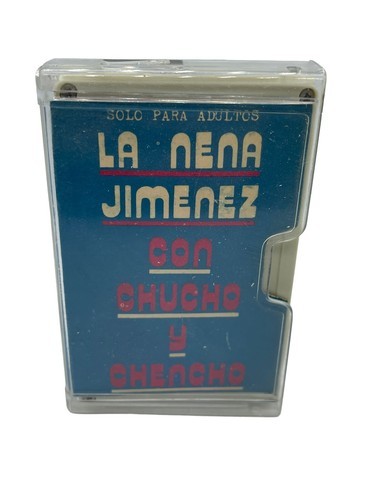 SOLO PARA ADULTOS
LA NENA
JIMENEZ
CON
CHUCHO
Y
CHENCHO